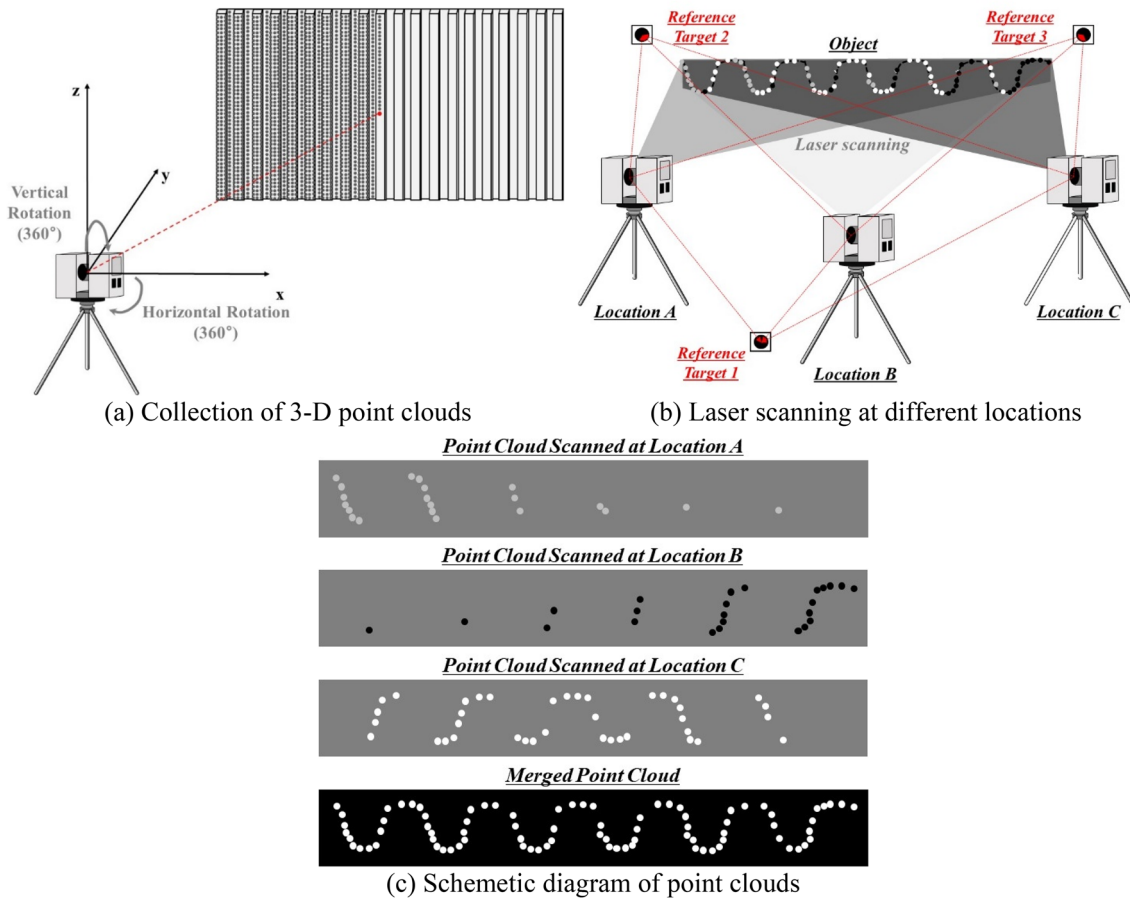 z
y
Vertical
Rotation
(360°)
x
Horizontal Rotation
(360°)
(a) Collection of 3-D point clouds
Reference
Target 2
Object
Reference
Target 3
Laser scanning
Location A
Location C
Reference
Target 1
Location B
(b) Laser scanning at different locations
Point Cloud Scanned at Location A
Point Cloud Scanned at Location B
Point Cloud Scanned at Location C
Merged Point Cloud
(c) Schemetic diagram of point clouds